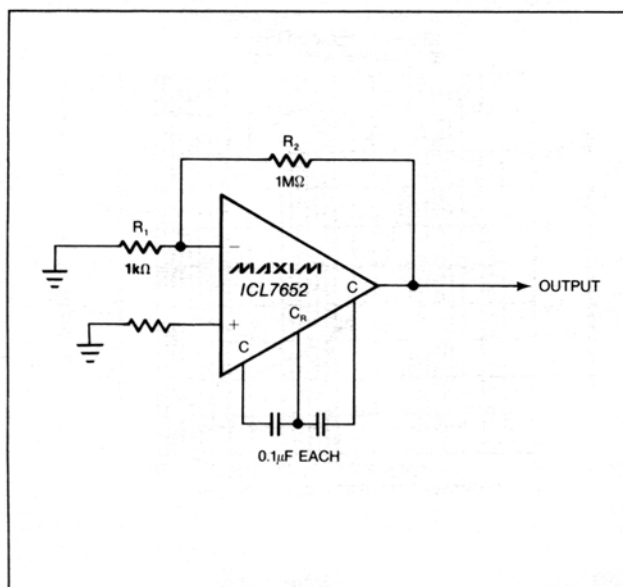 R2
1MΩ
R1
1kΩ
−
MAXIM
ICL7652
C
OUTPUT
CR
+
C
0.1μF EACH